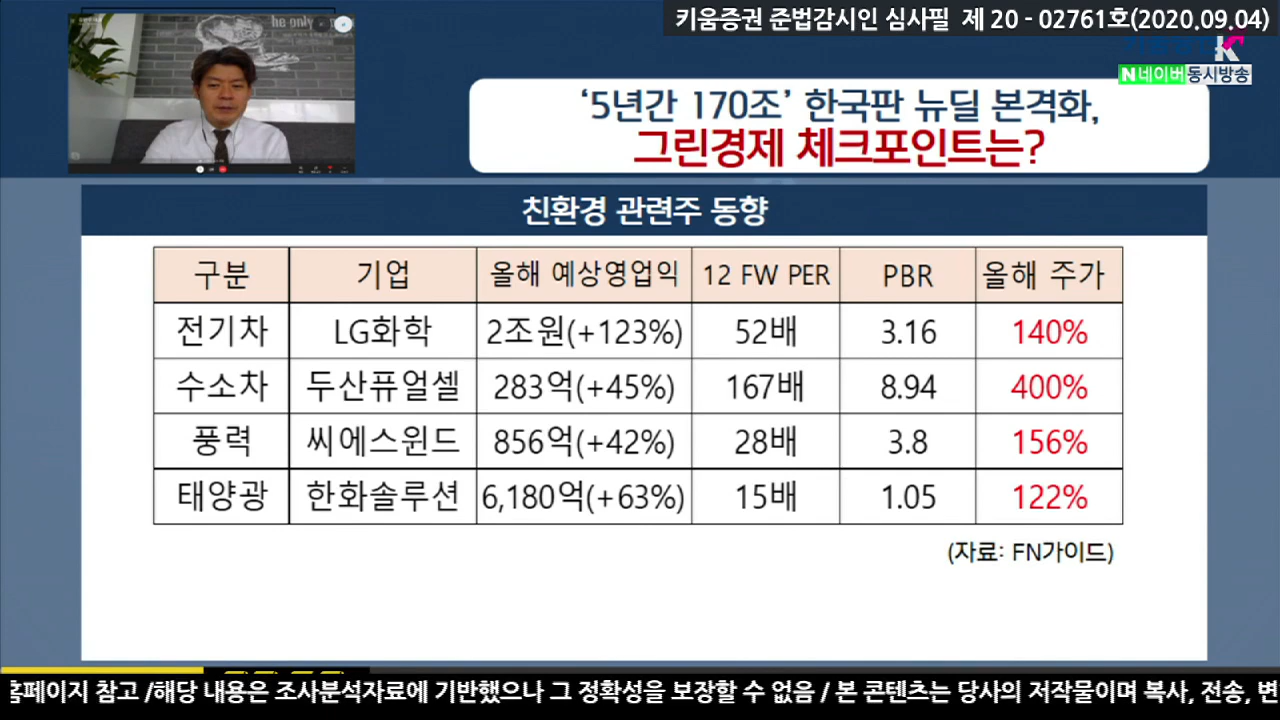 he only
키움증권 준법감시인 심사필 제 20 - 02761호(2020.09.04)
N네이버 동시방송
‘5년간 170조’ 한국판 뉴딜 본격화,
그린경제 체크포인트는?
친환경 관련주 동향
구분 기업 올해 예상영업익 12 FW PER PBR 올해 주가
전기차 LG화학 2조원(+123%) 52배 3.16 140%
수소차 두산퓨얼셀 283억(+45%) 167배 8.94 400%
풍력 씨에스윈드 856억(+42%) 28배 3.8 156%
태양광 한화솔루션 6,180억(+63%) 15배 1.05 122%
(자료: FN가이드)
홈페이지 참고 /해당 내용은 조사분석자료에 기반했으나 그 정확성을 보장할 수 없음 / 본 콘텐츠는 당사의 저작물이며 복사, 전송, 변